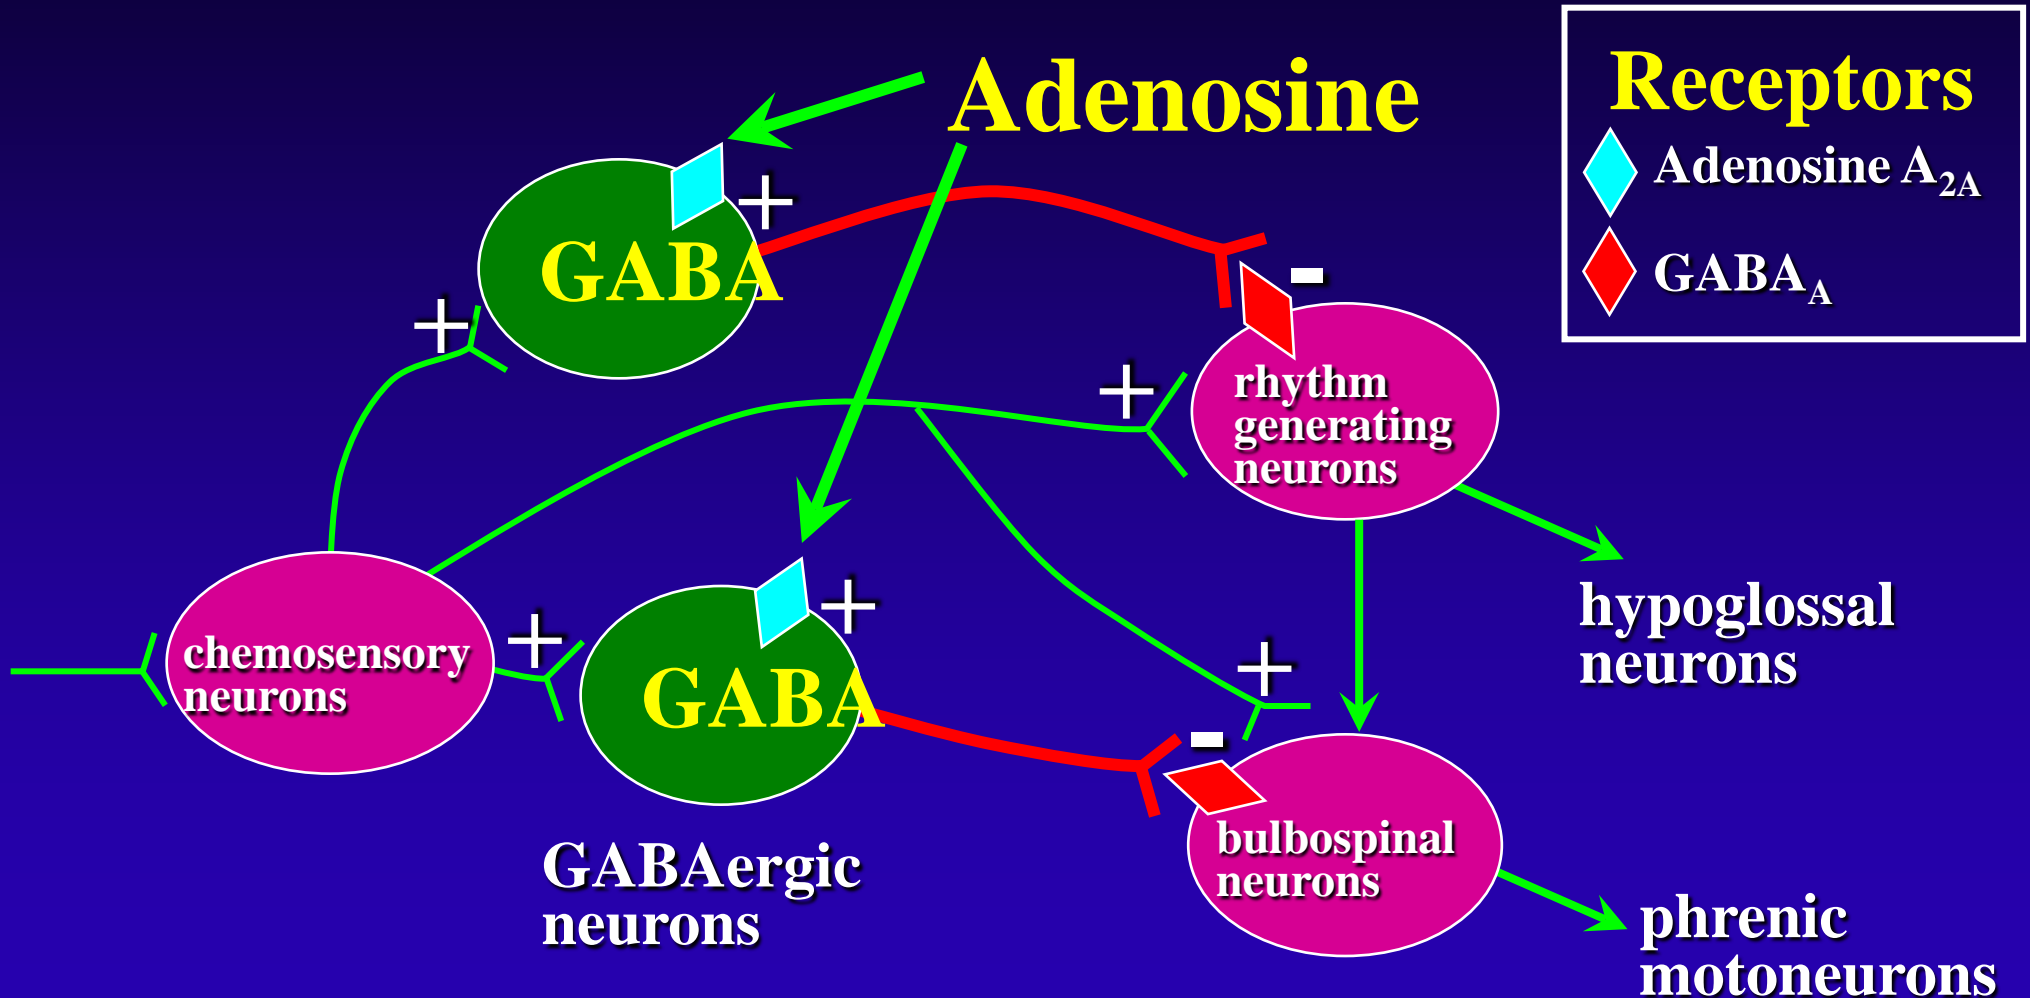 Adenosine
Receptors
Adenosine A2A
GABAA
+
GABA
+
-
+
rhythm
generating
neurons
hypoglossal
neurons
chemosensory
neurons
+
+
GABA
+
-
bulbospinal
neurons
GABAergic
neurons
phrenic
motoneurons